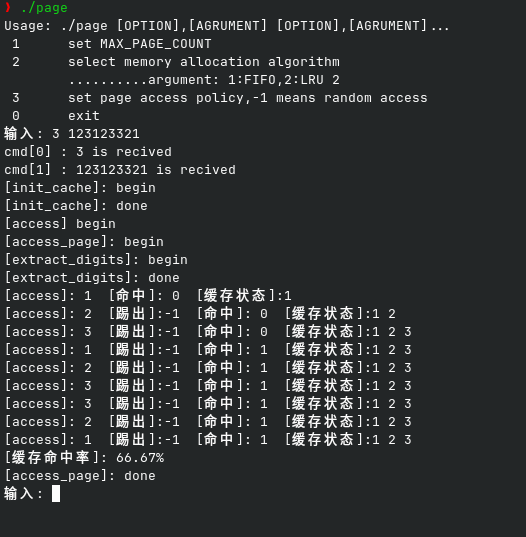 ❯ ./page
Usage: ./page [OPTION],[AGRUMENT] [OPTION],[AGRUMENT]...
 1      set MAX_PAGE_COUNT
 2      select memory allocation algorithm
        ..........argument: 1:FIFO,2:LRU 2
 3      set page access policy,-1 means random access
 0      exit
输入: 3 123123321
cmd[0] : 3 is recived
cmd[1] : 123123321 is recived
[init_cache]: begin
[init_cache]: done
[access] begin
[access_page]: begin
[extract_digits]: begin
[extract_digits]: done
[access]: 1  [命中]: 0  [缓存状态]:1
[access]: 2  [踢出]:-1  [命中]: 0  [缓存状态]:1 2
[access]: 3  [踢出]:-1  [命中]: 0  [缓存状态]:1 2 3
[access]: 1  [踢出]:-1  [命中]: 1  [缓存状态]:1 2 3
[access]: 2  [踢出]:-1  [命中]: 1  [缓存状态]:1 2 3
[access]: 3  [踢出]:-1  [命中]: 1  [缓存状态]:1 2 3
[access]: 3  [踢出]:-1  [命中]: 1  [缓存状态]:1 2 3
[access]: 2  [踢出]:-1  [命中]: 1  [缓存状态]:1 2 3
[access]: 1  [踢出]:-1  [命中]: 1  [缓存状态]:1 2 3
[缓存命中率]: 66.67%
[access_page]: done
输入: